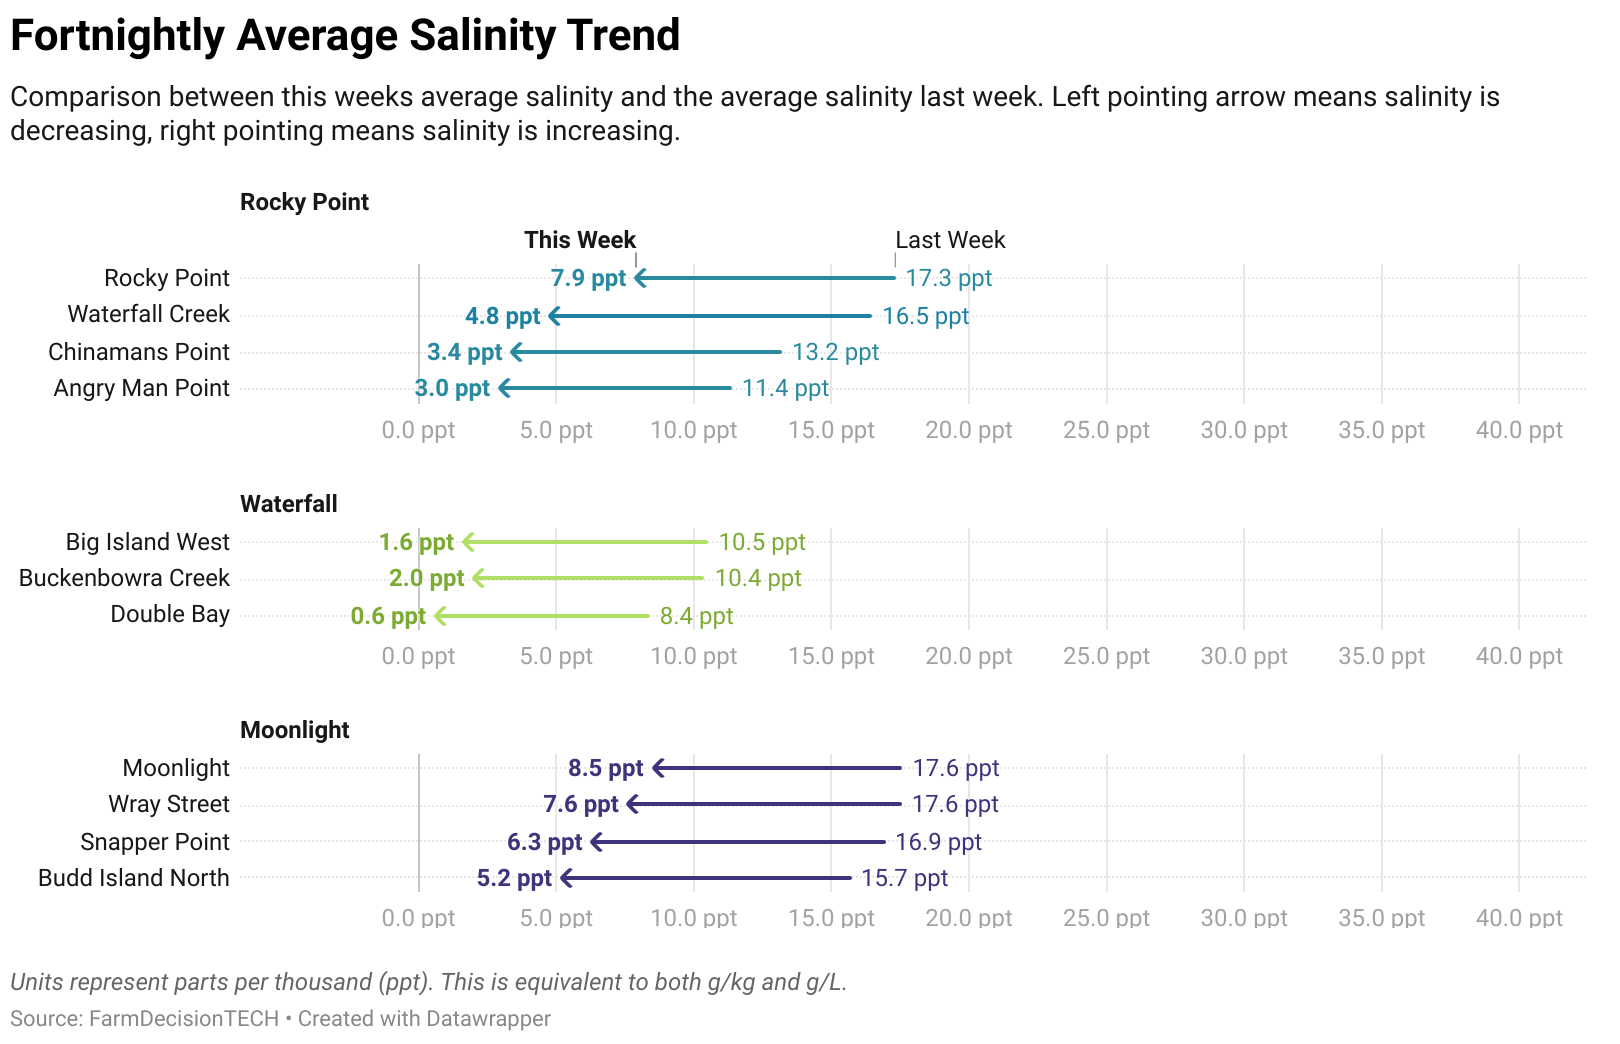 Fortnightly Average Salinity Trend
Comparison between this weeks average salinity and the average salinity last week. Left pointing arrow means salinity is
decreasing, right pointing means salinity is increasing.
Rocky Point
This Week Last Week
Rocky Point 7.9 ppt 17.3 ppt
Waterfall Creek 4.8 ppt 16.5 ppt
Chinamans Point 3.4 ppt 13.2 ppt
Angry Man Point 3.0 ppt 11.4 ppt
0.0 ppt 5.0 ppt 10.0 ppt 15.0 ppt 20.0 ppt 25.0 ppt 30.0 ppt 35.0 ppt 40.0 ppt
Waterfall
Big Island West 1.6 ppt 10.5 ppt
Buckenbowra Creek 2.0 ppt 10.4 ppt
Double Bay 0.6 ppt 8.4 ppt
0.0 ppt 5.0 ppt 10.0 ppt 15.0 ppt 20.0 ppt 25.0 ppt 30.0 ppt 35.0 ppt 40.0 ppt
Moonlight
Moonlight 8.5 ppt 17.6 ppt
Wray Street 7.6 ppt 17.6 ppt
Snapper Point 6.3 ppt 16.9 ppt
Budd Island North 5.2 ppt 15.7 ppt
0.0 ppt 5.0 ppt 10.0 ppt 15.0 ppt 20.0 ppt 25.0 ppt 30.0 ppt 35.0 ppt 40.0 ppt
Units represent parts per thousand (ppt). This is equivalent to both g/kg and g/L.
Source: FarmDecisionTECH • Created with Datawrapper